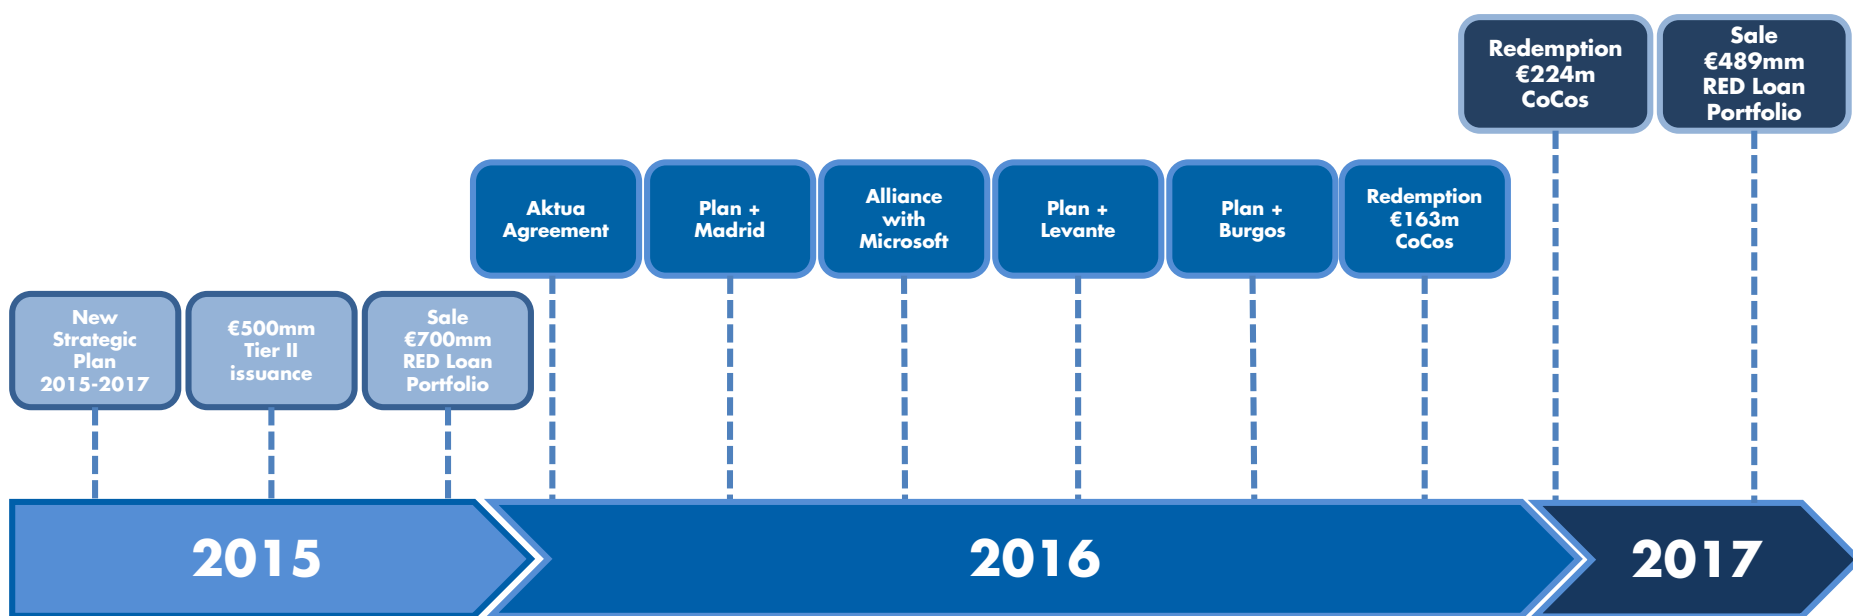 Redemption
€224m
CoCos
Sale
€489mm
RED Loan
Portfolio
Aktua
Agreement
Plan +
Madrid
Alliance
with
Microsoft
Plan +
Levante
Plan +
Burgos
Redemption
€163m
CoCos
New
Strategic
Plan
2015-2017
€500mm
Tier II
issuance
Sale
€700mm
RED Loan
Portfolio
2015
2016
2017